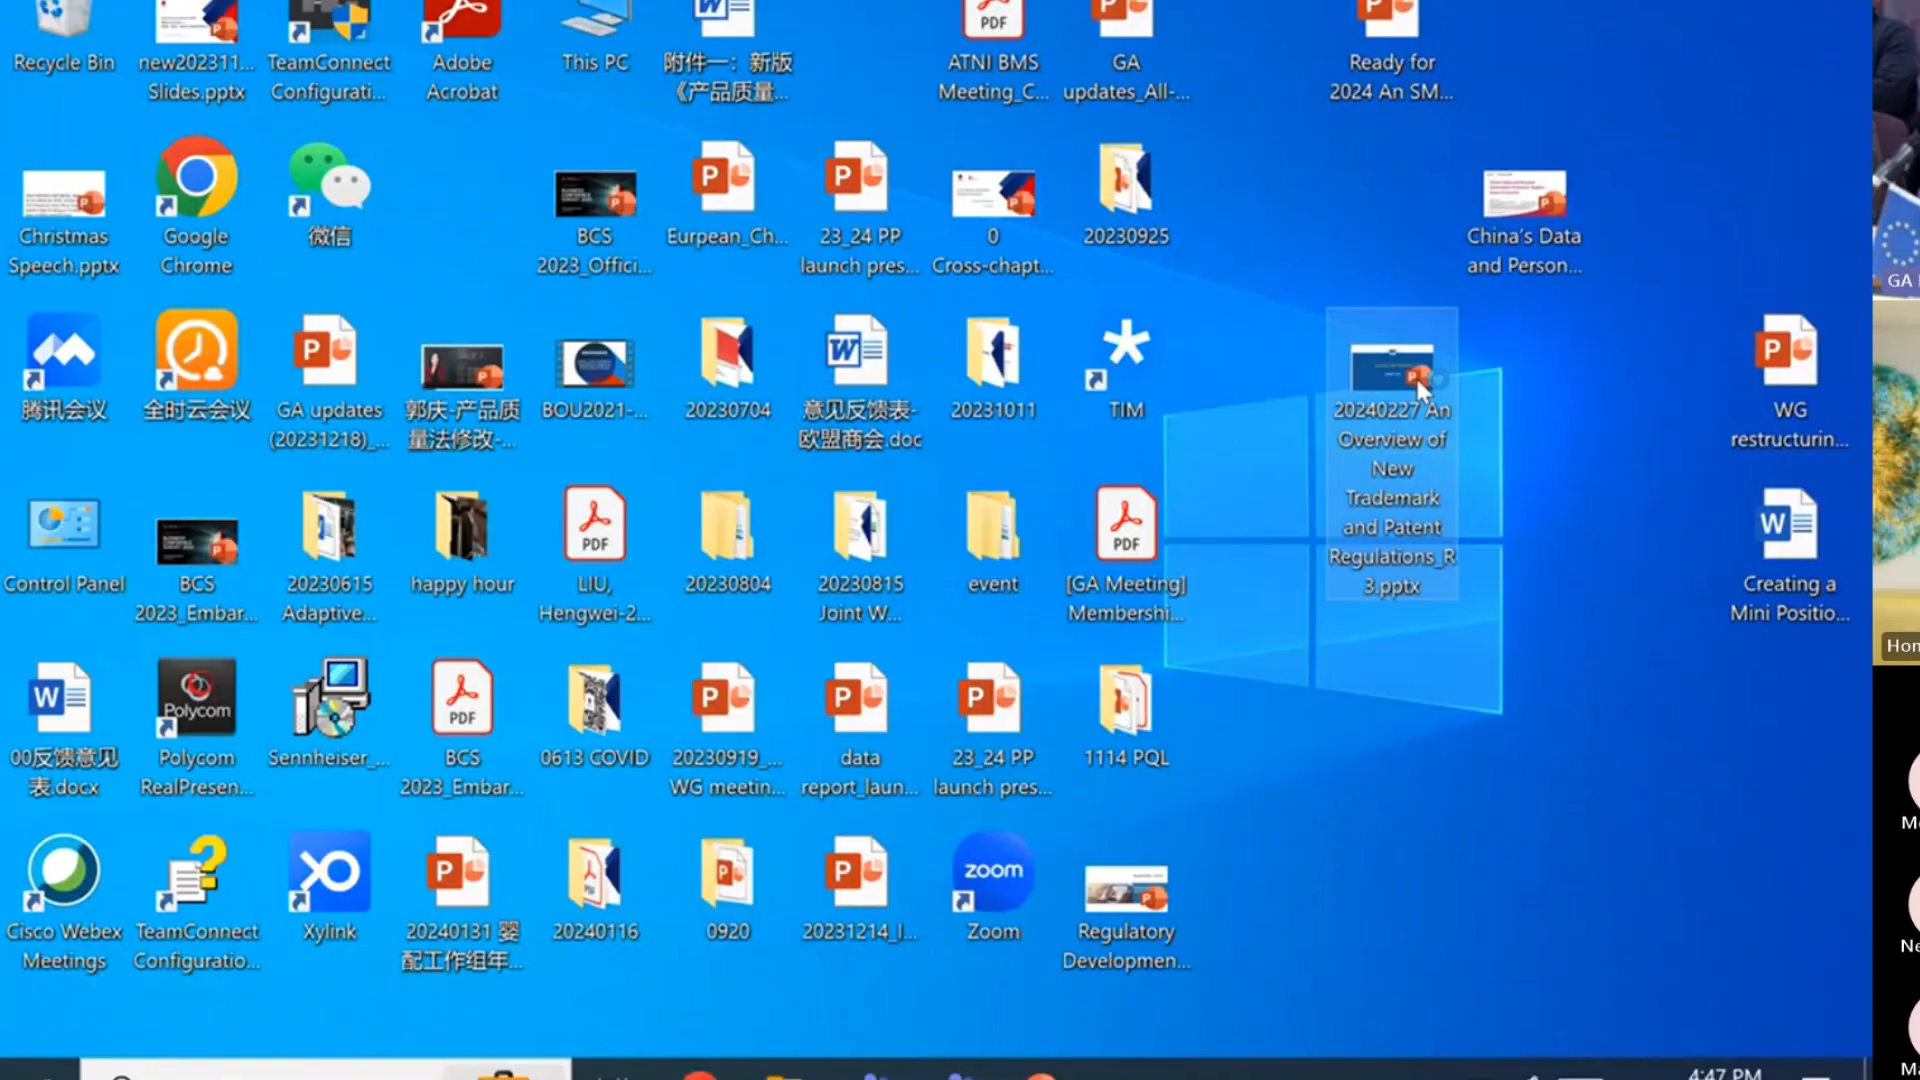 Recycle Bin
new202311...
Slides.pptx
TeamConnect
Configurati...
Adobe
Acrobat
This PC
附件一：新版
《产品质量...
PDF
ATNI BMS
Meeting_C...
GA
updates_All-...
Ready for
2024 An SM...
Christmas
Speech.pptx
Google
Chrome
微信
BCS
2023_Offici...
Eurpean_Ch...
23_24 PP
launch pres...
0
Cross-chapt...
20230925
China's Data
and Person...
GA
腾讯会议
全时云会议
GA updates
(20231218)_...
郭庆-产品质
量法修改-...
BOU2021-...
20230704
意见反馈表-
欧盟商会.doc
20231011
TIM
20240227 An
Overview of
New
Trademark
and Patent
Regulations_R
3.pptx
WG
restructurin...
Control Panel
BCS
2023_Embar...
20230615
Adaptive...
happy hour
PDF
LIU,
Hengwei-2...
20230804
20230815
Joint W...
event
PDF
[GA Meeting]
Membershi...
Creating a
Mini Positio...
00反馈意见
表.docx
Polycom
Polycom
RealPresen...
Sennheiser_...
PDF
BCS
2023_Embar...
0613 COVID
20230919_...
WG meetin...
data
report_laun...
23_24 PP
launch pres...
1114 PQL
Cisco Webex
Meetings
TeamConnect
Configuratio...
Xylink
20240131 婴
配工作组年...
20240116
0920
20231214_I...
zoom
Zoom
Regulatory
Developmen...
4:47 PM